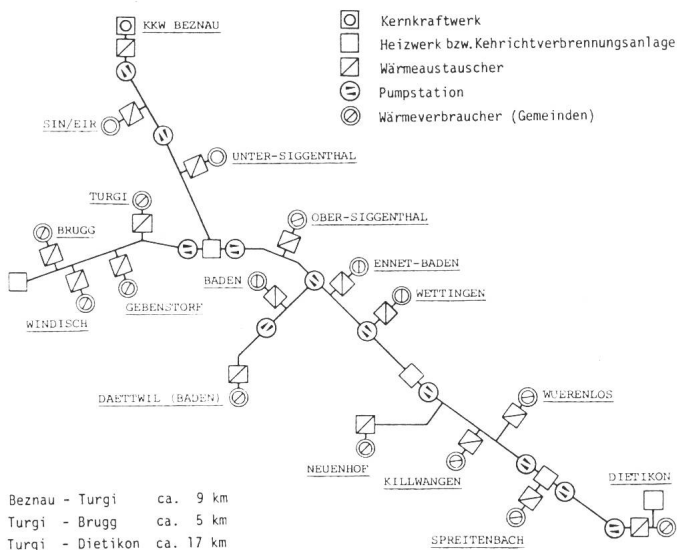 KKW BEZNAU
Kernkraftwerk
Heizwerk bzw. Kehrichtverbrennungsanlage
Wärmeaustauscher
Pumpstation
Wärmeverbraucher (Gemeinden)
SIN/EIR
UNTER-SIGGENTHAL
TURGI
BRUGG
OBER-SIGGENTHAL
BADEN
ENNET-BADEN
WETTINGEN
GEBENSTORF
WINDISCH
DAETTWIL (BADEN)
WUERENLOS
NEUENHOF
KILLWANGEN
DIETIKON
SPREITENBACH
Beznau - Turgi ca. 9 km
Turgi - Brugg ca. 5 km
Turgi - Dietikon ca. 17 km